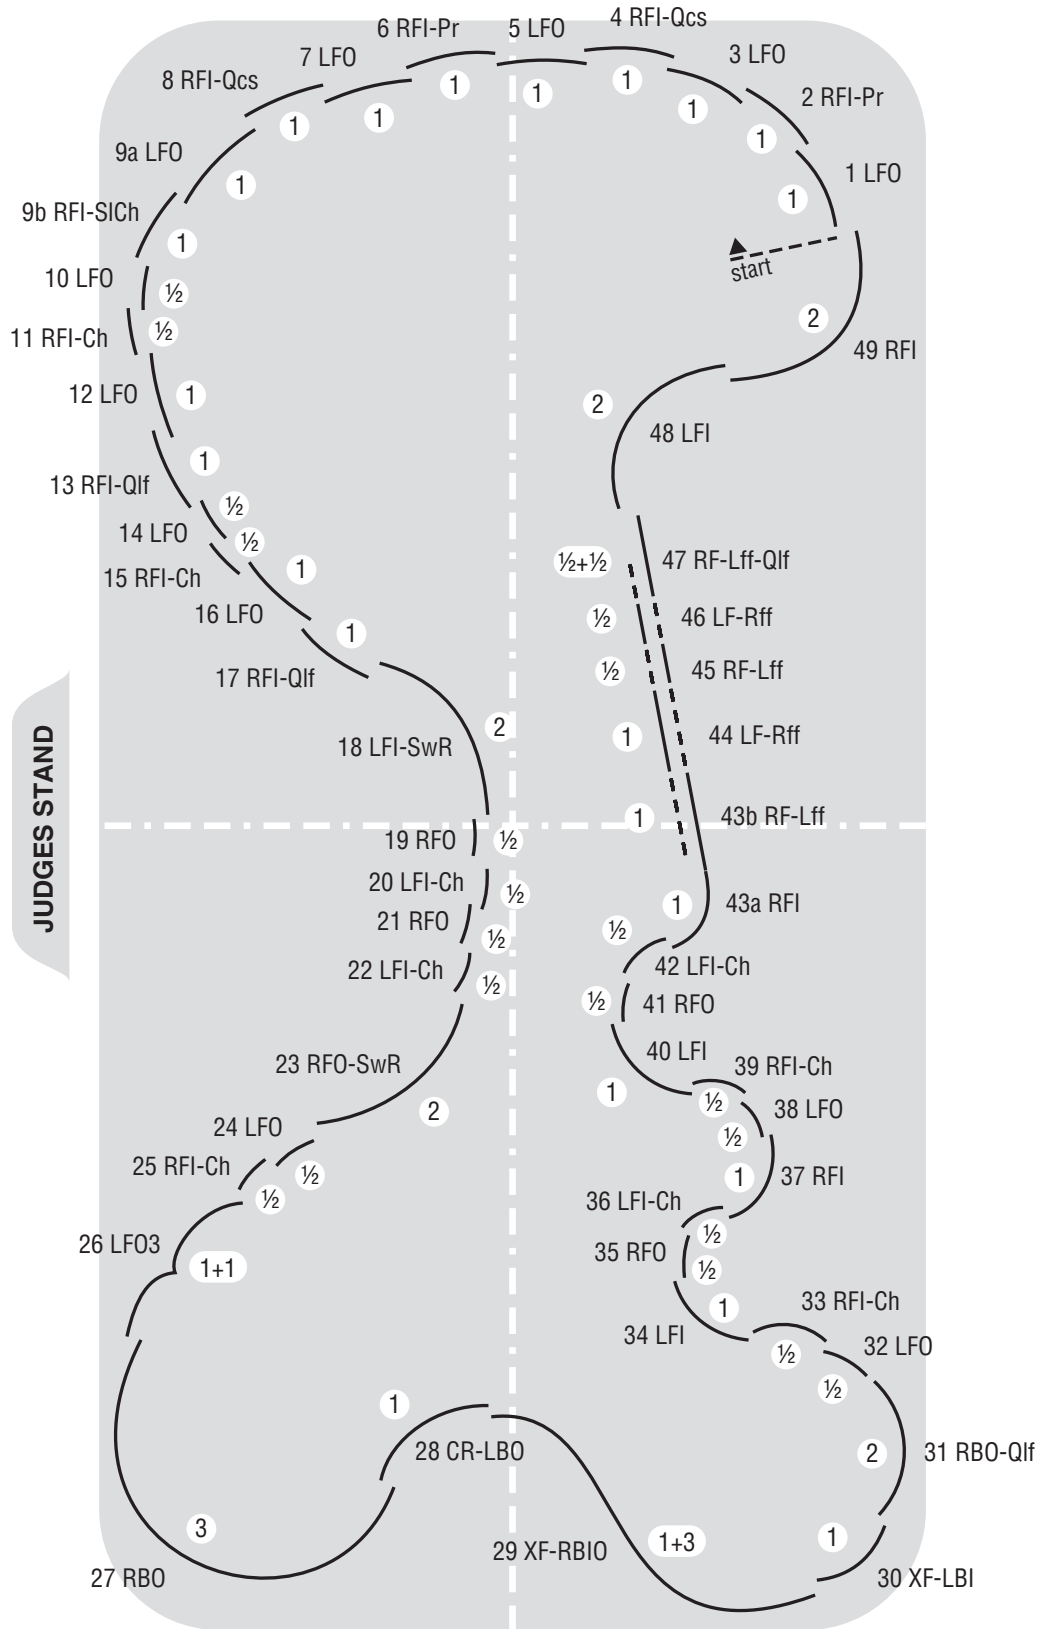 4 RFI-Qcs
5 LFO
6 RFI-Pr
3 LFO
7 LFO
8 RFI-Qcs
2 RFI-Pr
1
1
1
1
1
1
1
1
9a LFO
1 LFO
1
1
9b RFI-SlCh
1
start
10 LFO
½
2
11 RFI-Ch
½
49 RFI
12 LFO
1
2
48 LFI
1
13 RFI-Qlf
½
14 LFO
½
15 RFI-Ch
1
½+½
47 RF-Lff-Qlf
16 LFO
½
46 LF-Rff
1
17 RFI-Qlf
½
45 RF-Lff
JUDGES STAND
18 LFI-SwR
2
1
44 LF-Rff
1
43b RF-Lff
19 RFO
½
20 LFI-Ch
½
1
43a RFI
21 RFO
½
½
42 LFI-Ch
22 LFI-Ch
½
½
41 RFO
40 LFI
23 RFO-SwR
39 RFI-Ch
2
1
½
38 LFO
24 LFO
½
25 RFI-Ch
½
1
37 RFI
½
36 LFI-Ch
½
26 LFO3
1+1
35 RFO
½
1
33 RFI-Ch
34 LFI
32 LFO
½
½
1
28 CR-LBO
2
31 RBO-Qlf
3
29 XF-RBIO
1+3
1
27 RBO
30 XF-LBI